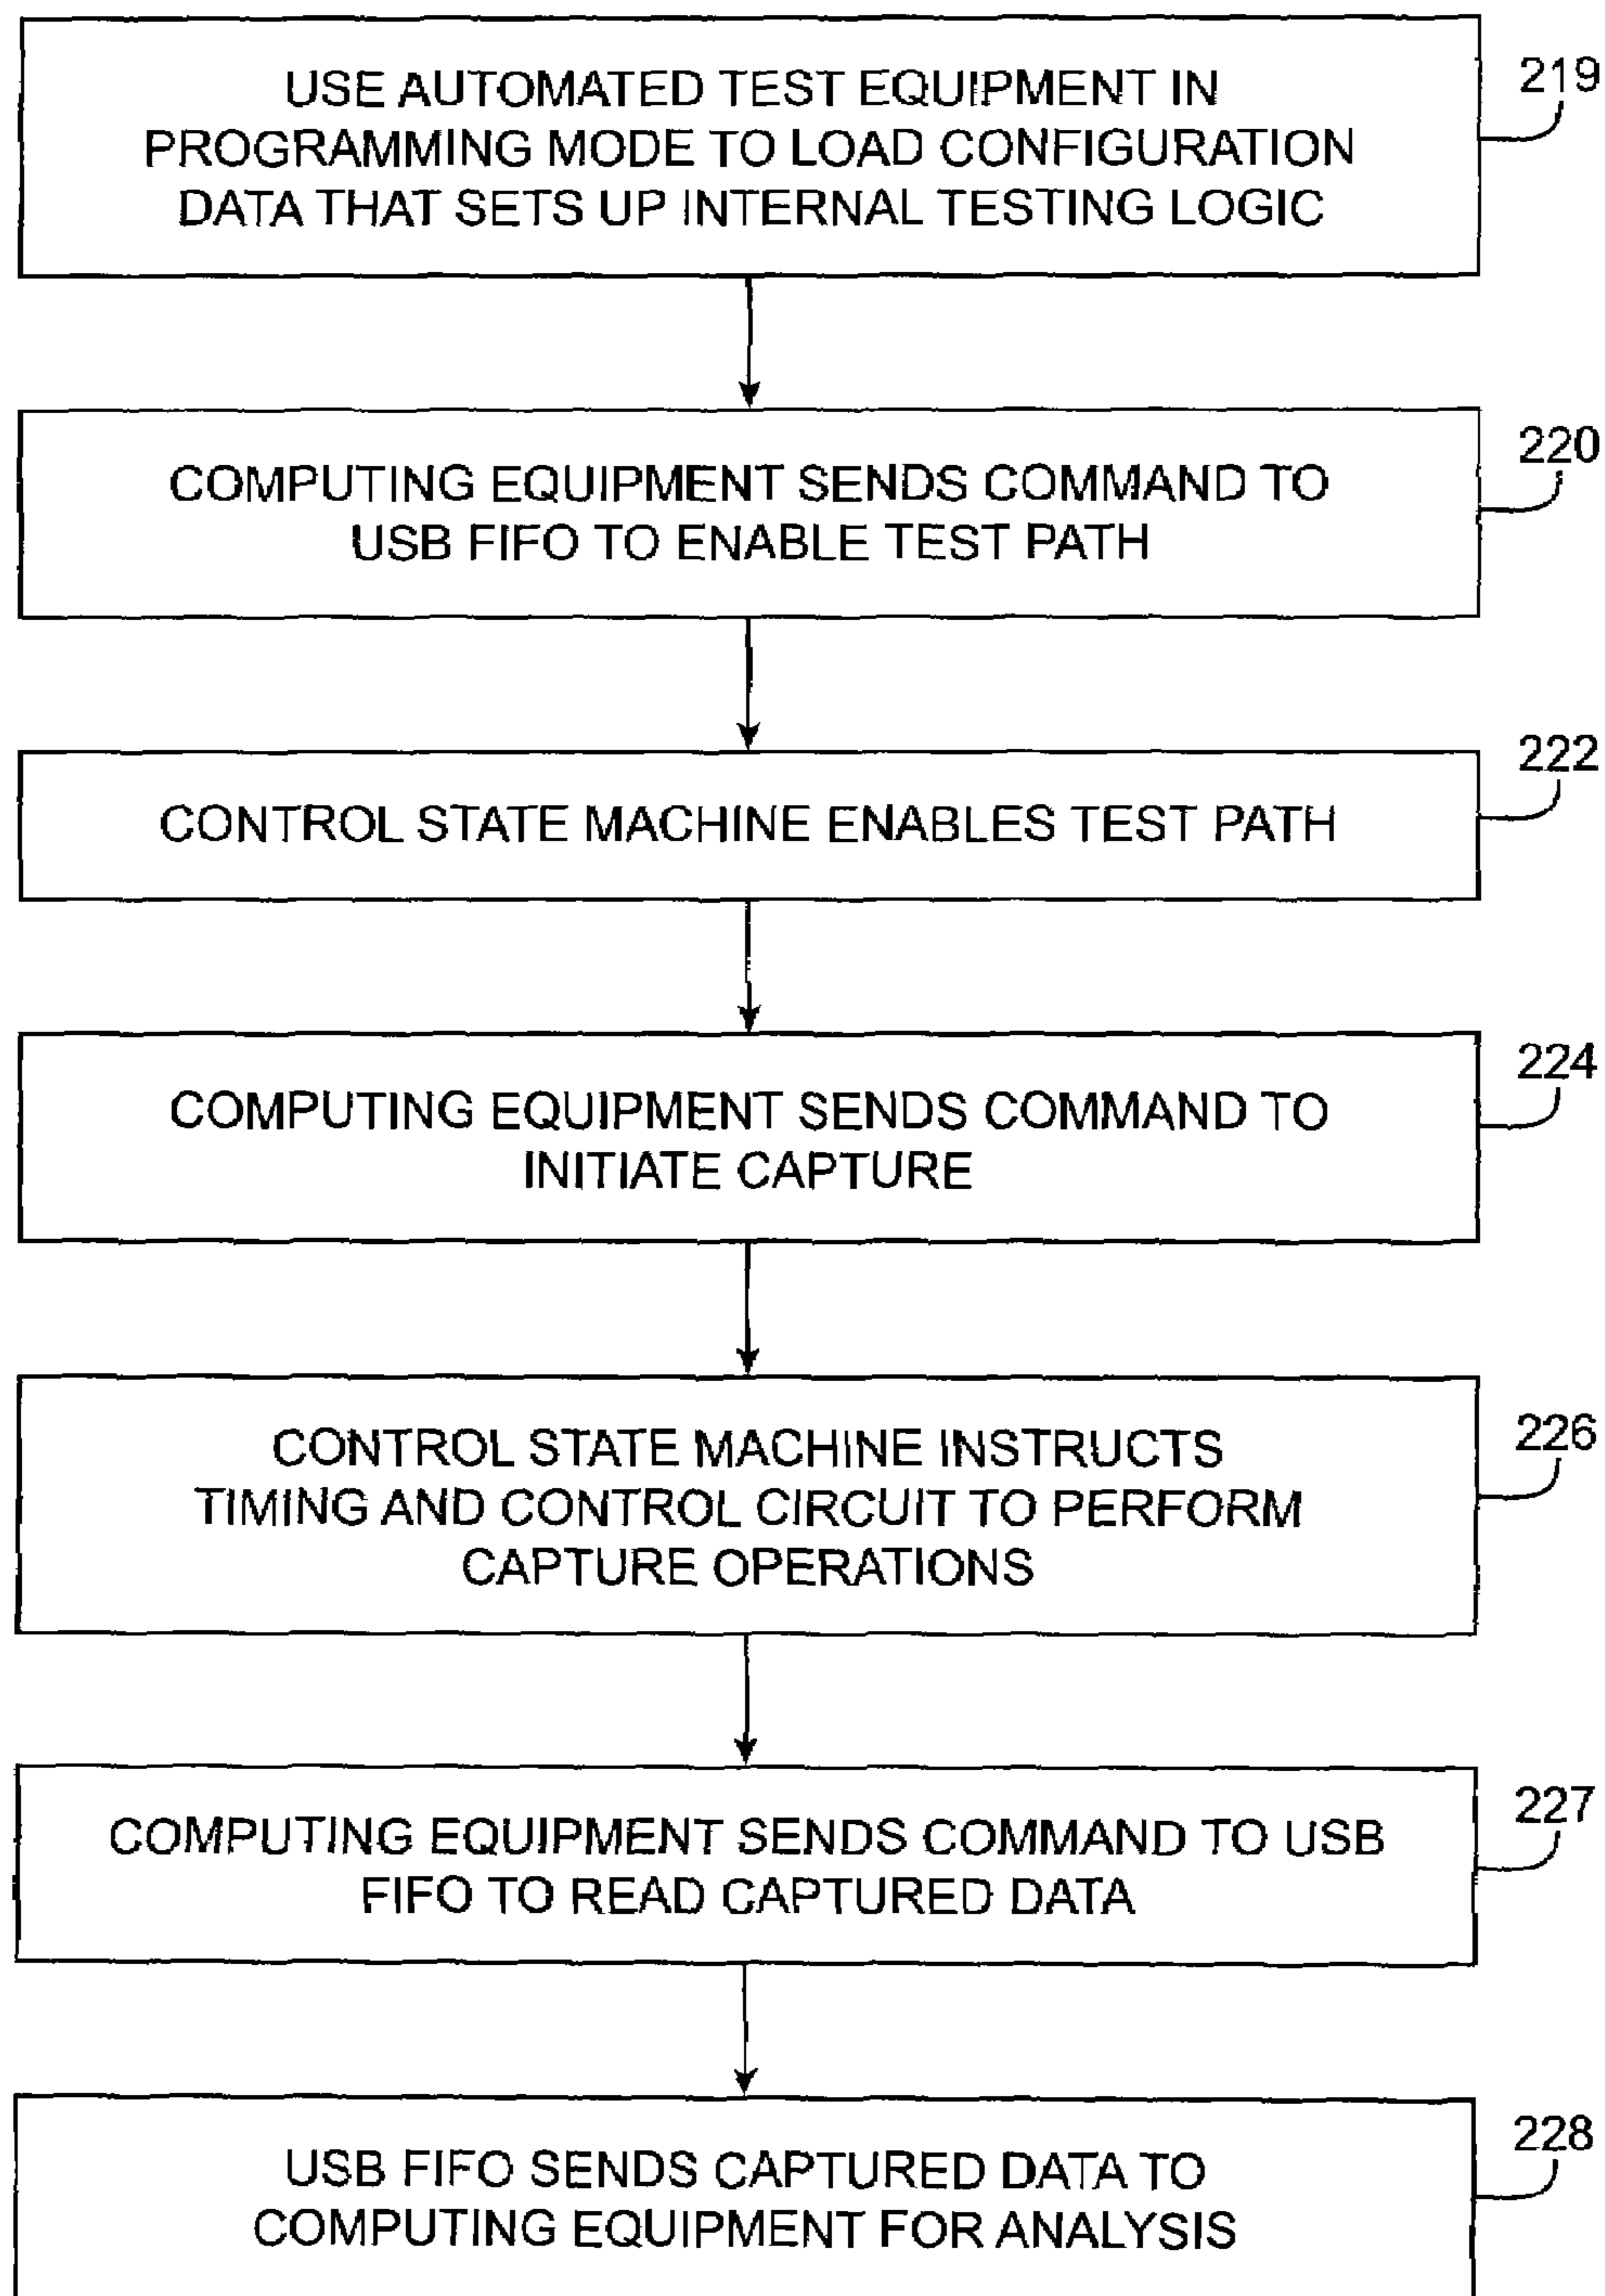 USE AUTOMATED TEST EQUIPMENT IN
PROGRAMMING MODE TO LOAD CONFIGURATION
DATA THAT SETS UP INTERNAL TESTING LOGIC
219
COMPUTING EQUIPMENT SENDS COMMAND TO
USB FIFO TO ENABLE TEST PATH
220
CONTROL STATE MACHINE ENABLES TEST PATH
222
COMPUTING EQUIPMENT SENDS COMMAND TO
INITIATE CAPTURE
224
CONTROL STATE MACHINE INSTRUCTS
TIMING AND CONTROL CIRCUIT TO PERFORM
CAPTURE OPERATIONS
226
COMPUTING EQUIPMENT SENDS COMMAND TO USB
FIFO TO READ CAPTURED DATA
227
USB FIFO SENDS CAPTURED DATA TO
COMPUTING EQUIPMENT FOR ANALYSIS
228